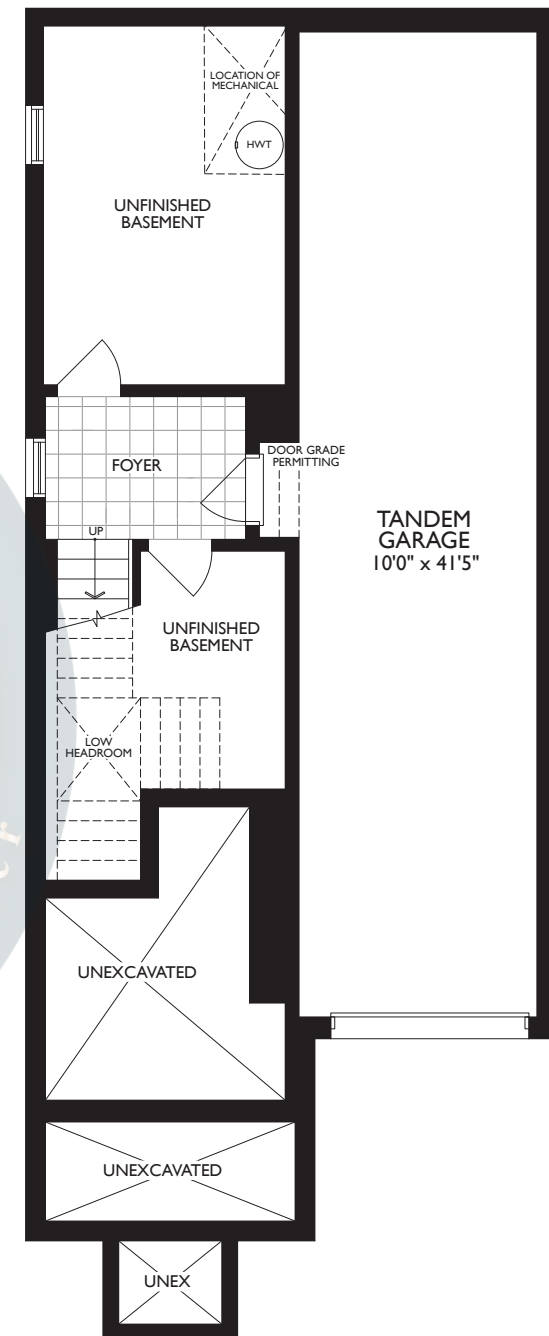 LOCATION OF
MECHANICAL
HWT
UNFINISHED
BASEMENT
FOYER
DOOR GRADE
PERMITTING
TANDEM
GARAGE
10'0" x 41'5"
UP
UNFINISHED
BASEMENT
LOW
HEADROOM
UNEXCAVATED
UNEXCAVATED
UNEX